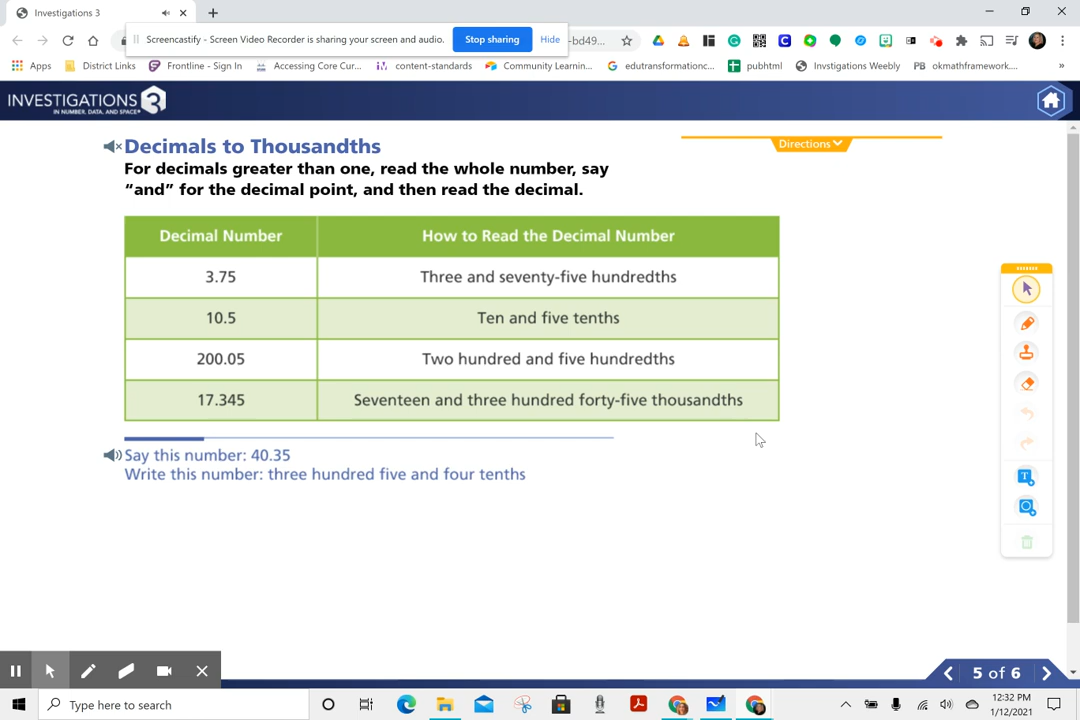 Investigations 3
Screencastify - Screen Video Recorder is sharing your screen and audio.
Stop sharing
Hide
-bd49...
Apps
District Links
Frontline - Sign In
Accessing Core Cur...
content-standards
Community Learnin...
edutransformationc...
pubhtml
Invstigations Weekly
PB okmathframework....
»
INVESTIGATIONS 3
IN NUMBER, DATA, AND SPACE®
Decimals to Thousandths
Directions
For decimals greater than one, read the whole number, say
“and” for the decimal point, and then read the decimal.
Decimal Number How to Read the Decimal Number
3.75 Three and seventy-five hundredths
10.5 Ten and five tenths
200.05 Two hundred and five hundredths
17.345 Seventeen and three hundred forty-five thousandths
Say this number: 40.35
Write this number: three hundred five and four tenths
5 of 6
Type here to search
12:32 PM
1/12/2021